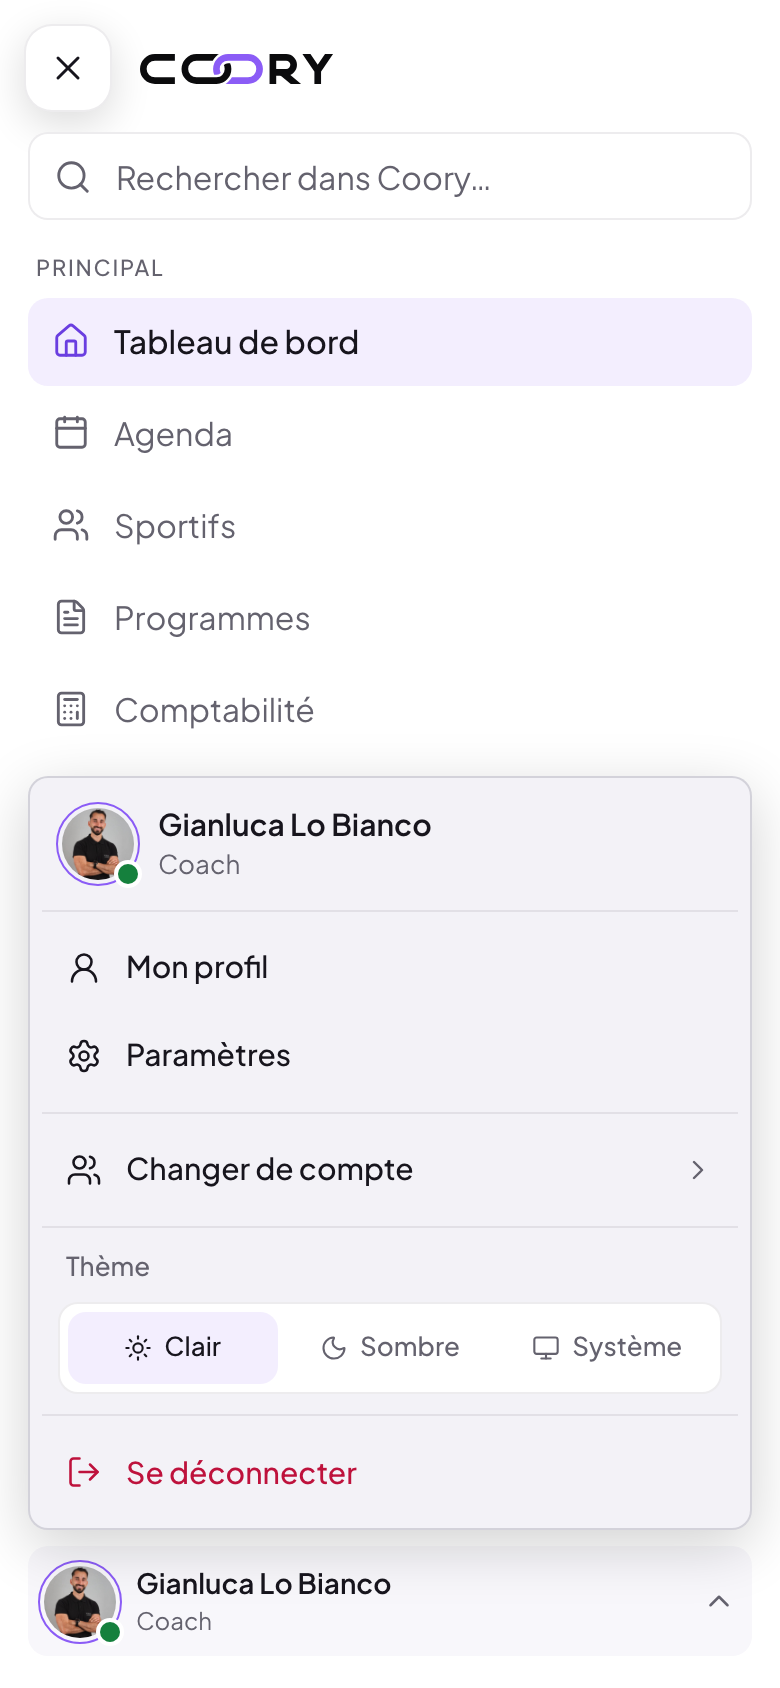 COORY
Rechercher dans Coory...
PRINCIPAL
Tableau de bord
Agenda
Sportifs
Programmes
Comptabilité
Gianluca Lo Bianco
Coach
Mon profil
Paramètres
Changer de compte
Thème
Clair Sombre Système
Se déconnecter
Gianluca Lo Bianco
Coach